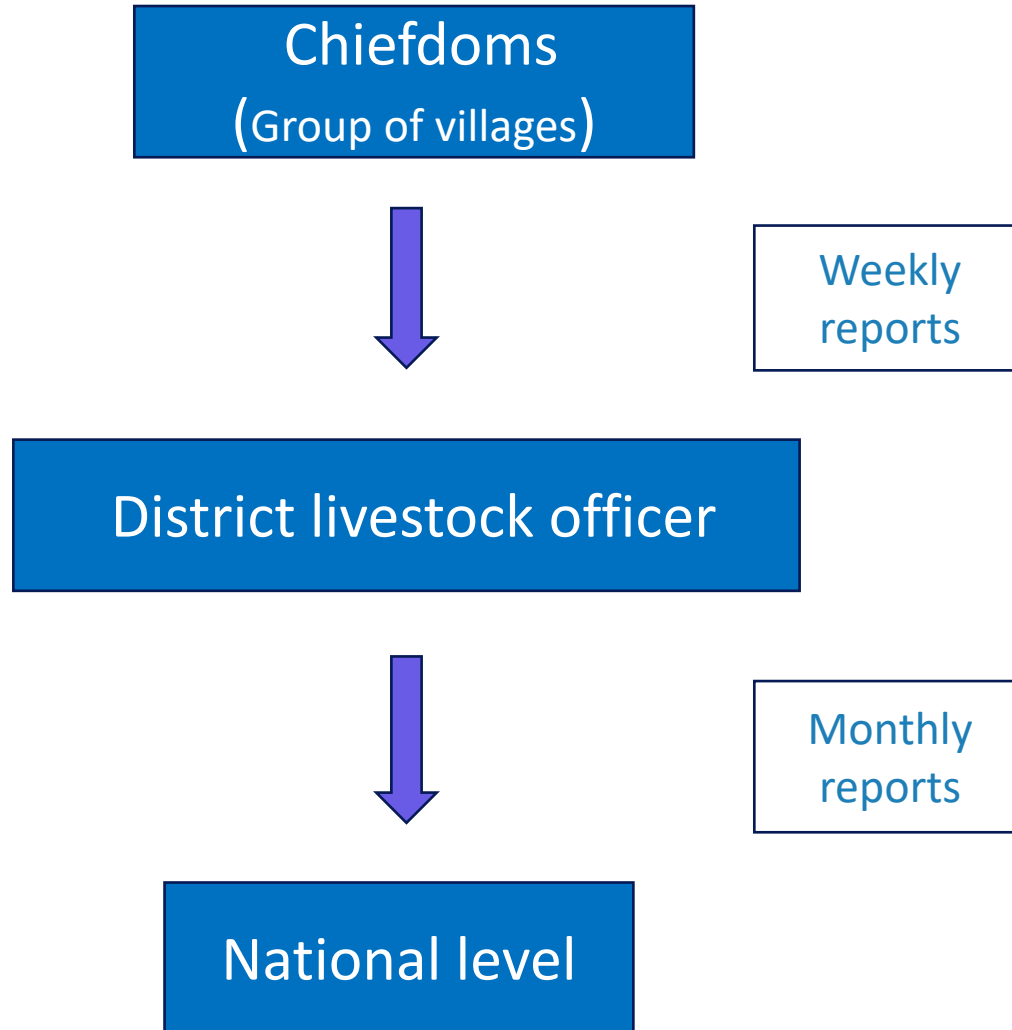 Chiefdoms
(Group of villages)
Weekly
reports
District livestock officer
Monthly
reports
National level